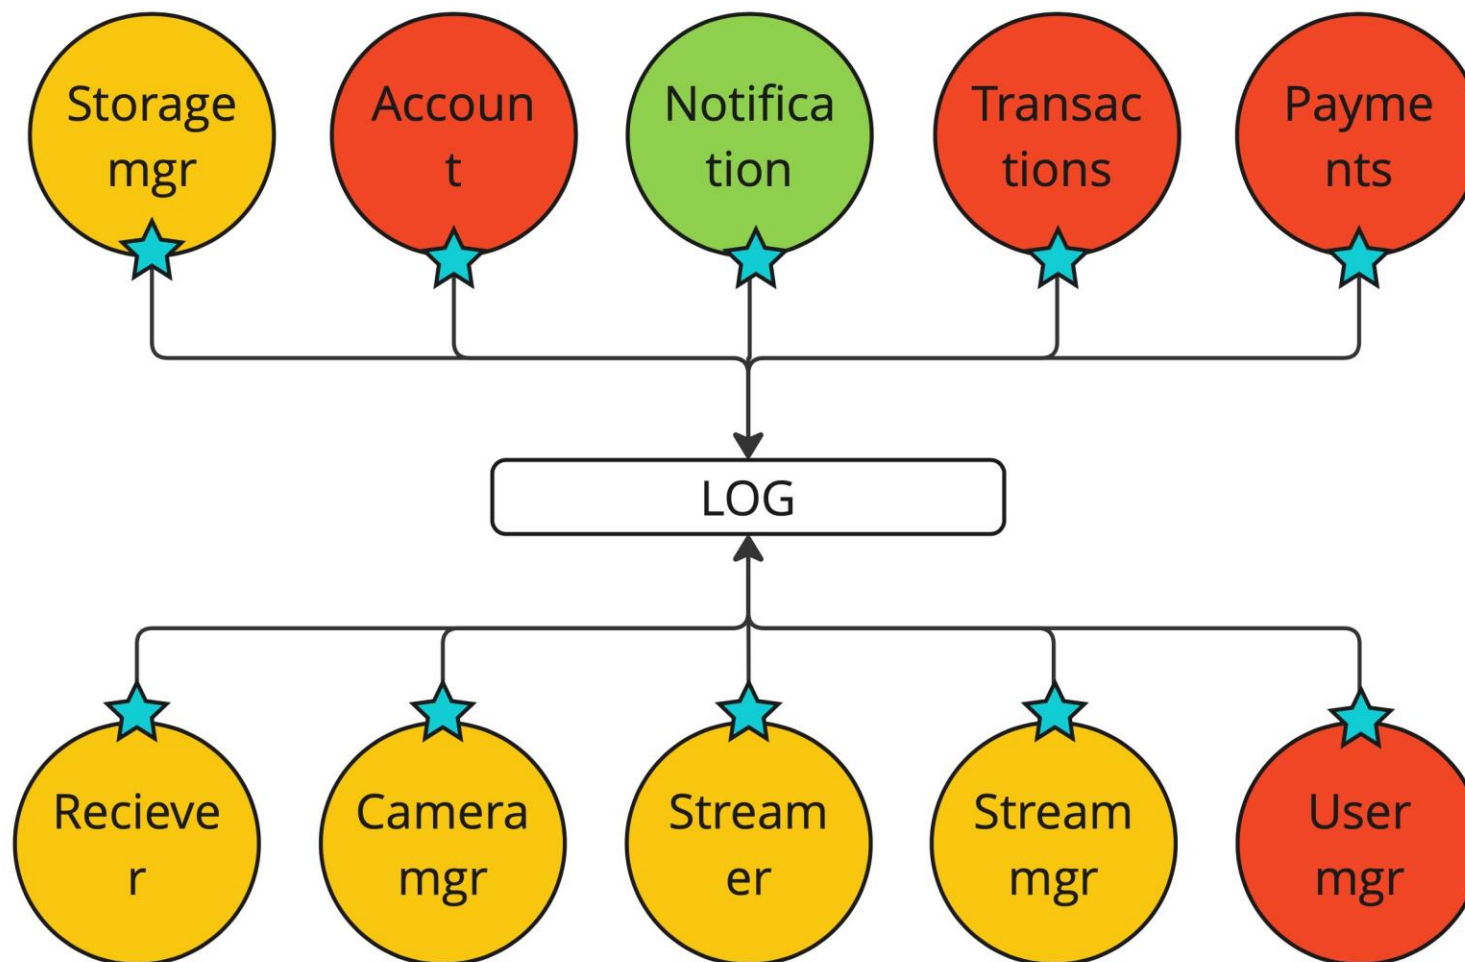 Storage
mgr
Accoun
t
Notifica
tion
Transac
tions
Payme
nts
LOG
Recieve
r
Camera
mgr
Stream
er
Stream
mgr
User
mgr